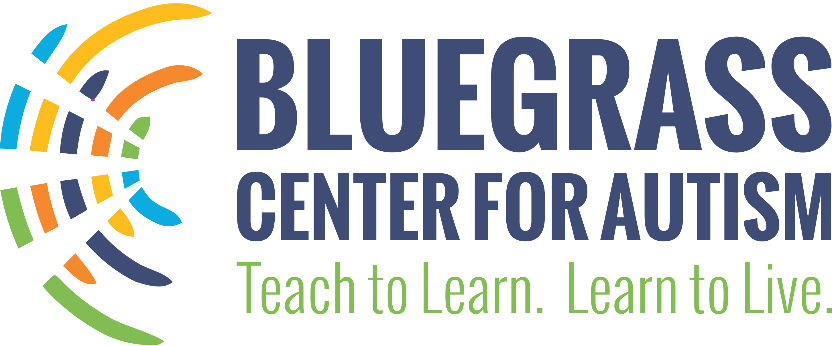 BLUEGRASS
CENTER FOR AUTISM
Teach to Learn.  Learn to Live.